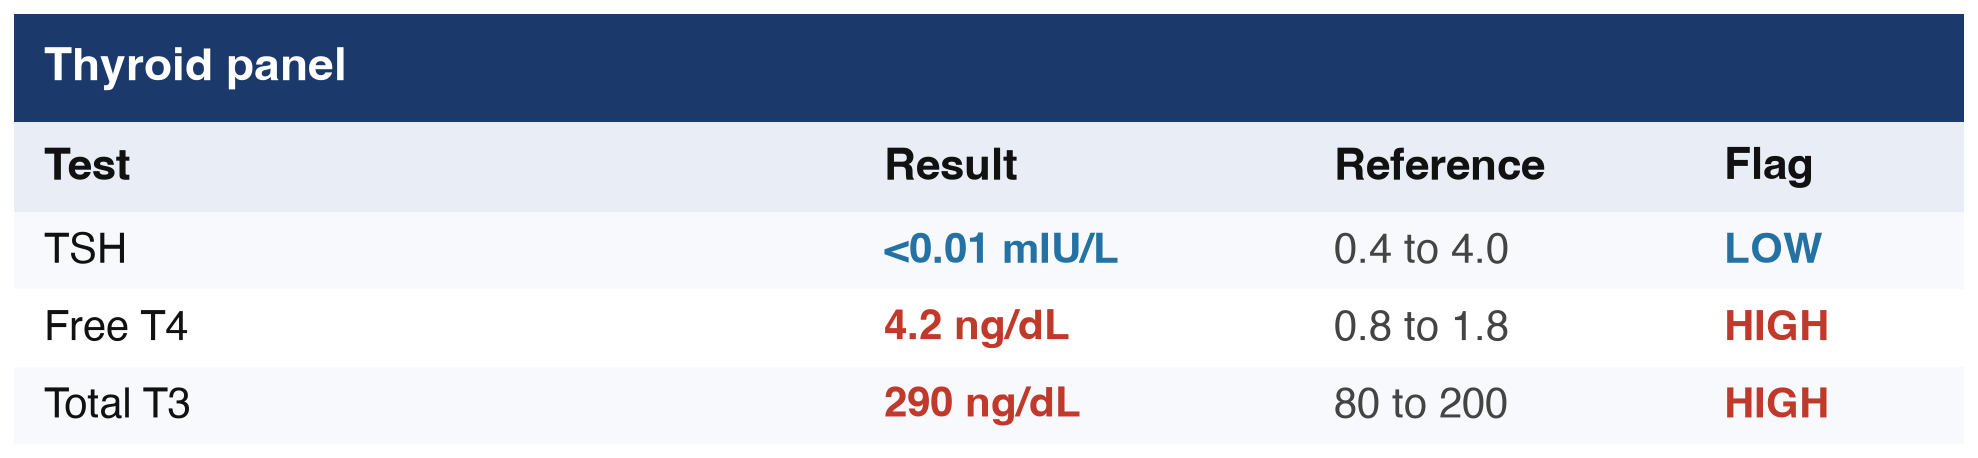 Thyroid panel
Test Result Reference Flag
TSH <0.01 mIU/L 0.4 to 4.0 LOW
Free T4 4.2 ng/dL 0.8 to 1.8 HIGH
Total T3 290 ng/dL 80 to 200 HIGH